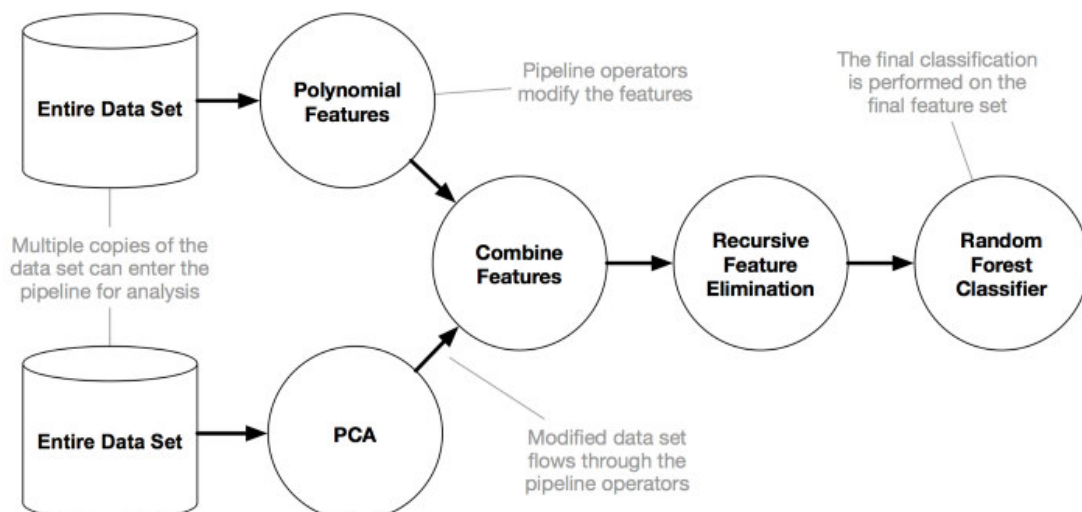 Entire Data Set
Polynomial
Features
Pipeline operators
modify the features
The final classification
is performed on the
final feature set
Multiple copies of the
data set can enter the
pipeline for analysis
Combine
Features
Recursive
Feature
Elimination
Random
Forest
Classifier
Entire Data Set
PCA
Modified data set
flows through the
pipeline operators